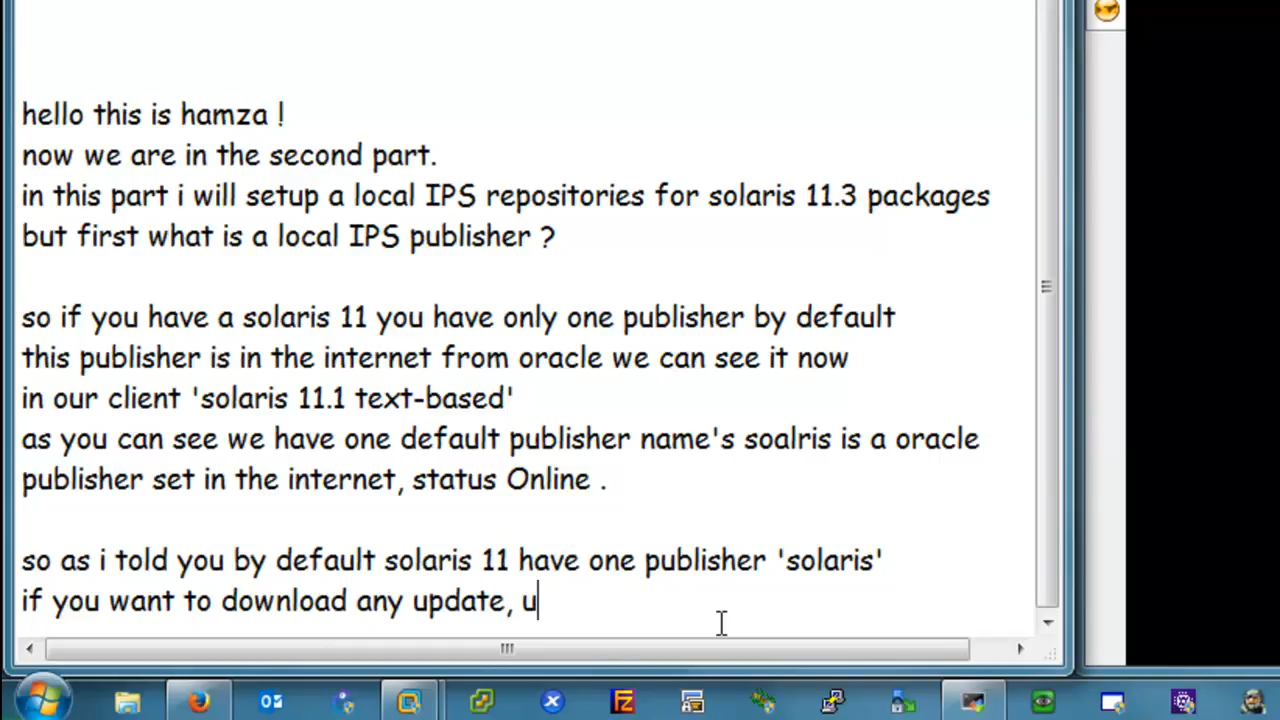 hello this is hamza !
now we are in the second part.
in this part i will setup a local IPS repositories for solaris 11.3 packages
but first what is a local IPS publisher ?
so if you have a solaris 11 you have only one publisher by default
this publisher is in the internet from oracle we can see it now
in our client 'solaris 11.1 text-based'
as you can see we have one default publisher name's soalris is a oracle
publisher set in the internet, status Online .
so as i told you by default solaris 11 have one publisher 'solaris'
if you want to download any update, u